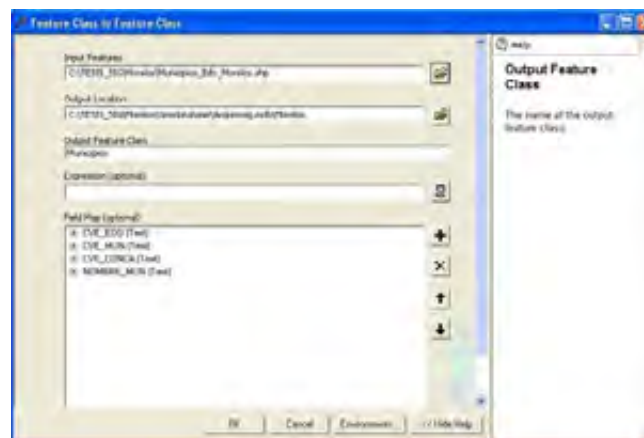 Feature Class to Feature Class
Input Features
Output Location
Output Feature Class
Municipios
Expression (optional)
Field Map (optional)
CVE_EDO (Text)
CVE_MUN (Text)
CVE_CONCA (Text)
NOMBRE_MUN (Text)
OK
Cancel
Environments...
<< Hide Help
Help
Output Feature
Class
The name of the output
feature class.